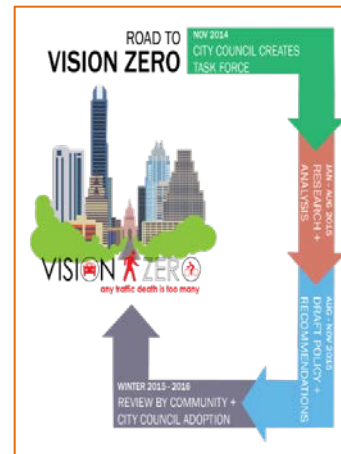 ROAD TO
VISION ZERO
NOV 2014
CITY COUNCIL CREATES
TASK FORCE
JAN - AUG 2015
RESEARCH +
ANALYSIS
AUG - NOV 2015
DRAFT POLICY +
RECOMMENDATIONS
WINTER 2015 - 2016
REVIEW BY COMMUNITY +
CITY COUNCIL ADOPTION
VISION ZERO
any traffic death is too many